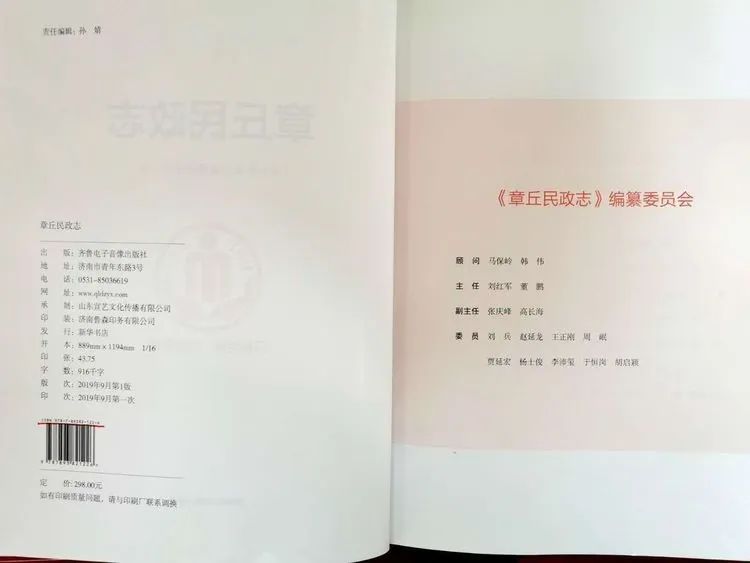 责任编辑：孙 婧
章丘民政志
章丘民政志
出 版：齐鲁电子音像出版社
地 址：济南市青年东路3号
电 话：0531-85036619
网 址：www.qldzyx.com
承 制：山东宣艺文化传播有限公司
印 装：济南鲁森印务有限公司
发 行：新华书店
开 本：889mm×1194mm 1/16
印 张：43.75
字 数：916千字
版 次：2019年9月第1版
印 次：2019年9月第一次
定 价：298.00元
如有印刷质量问题，请与印刷厂联系调换
《章丘民政志》编纂委员会
顾 问 马保岭 韩 伟
主 任 刘红军 董 鹏
副主任 张庆峰 高长海
委 员 刘 兵 赵延龙 王正刚 周 岷
贾延宏 杨士俊 李沛玺 于恒岗 胡启颖